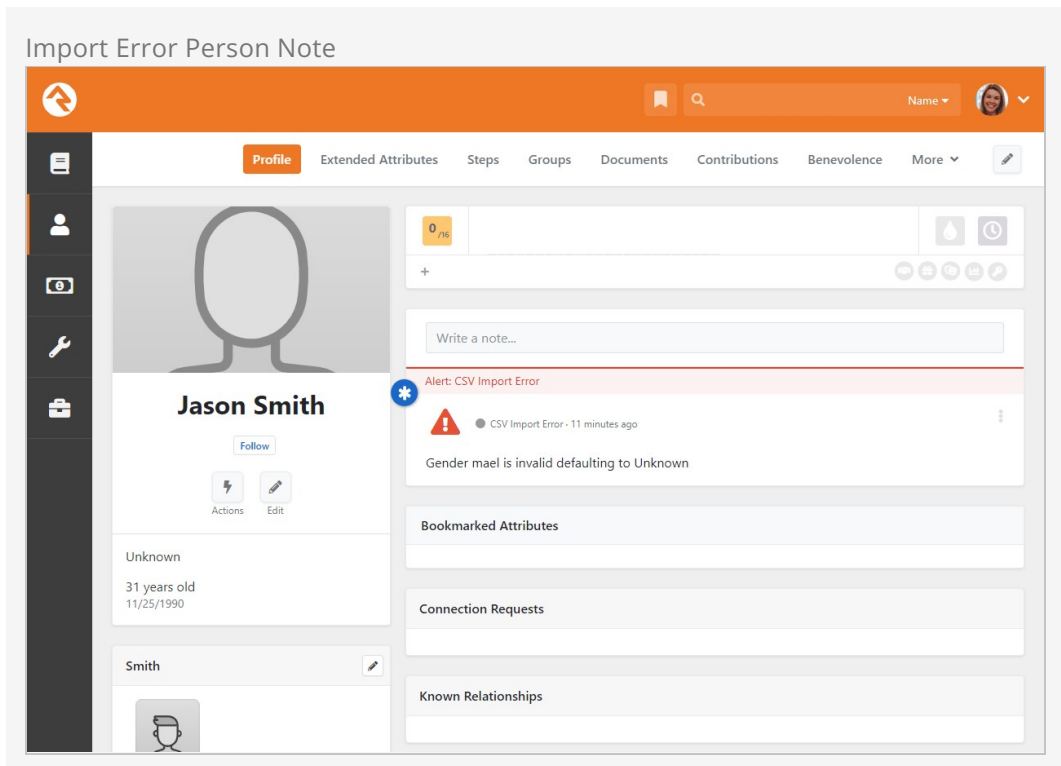 Import Error Person Note
Name
Profile Extended Attributes Steps Groups Documents Contributions Benevolence More
0 /16
+
Write a note...
Alert: CSV Import Error
CSV Import Error · 11 minutes ago
Gender mael is invalid defaulting to Unknown
Jason Smith
Follow
Actions Edit
Unknown
31 years old
11/25/1990
Smith
Bookmarked Attributes
Connection Requests
Known Relationships